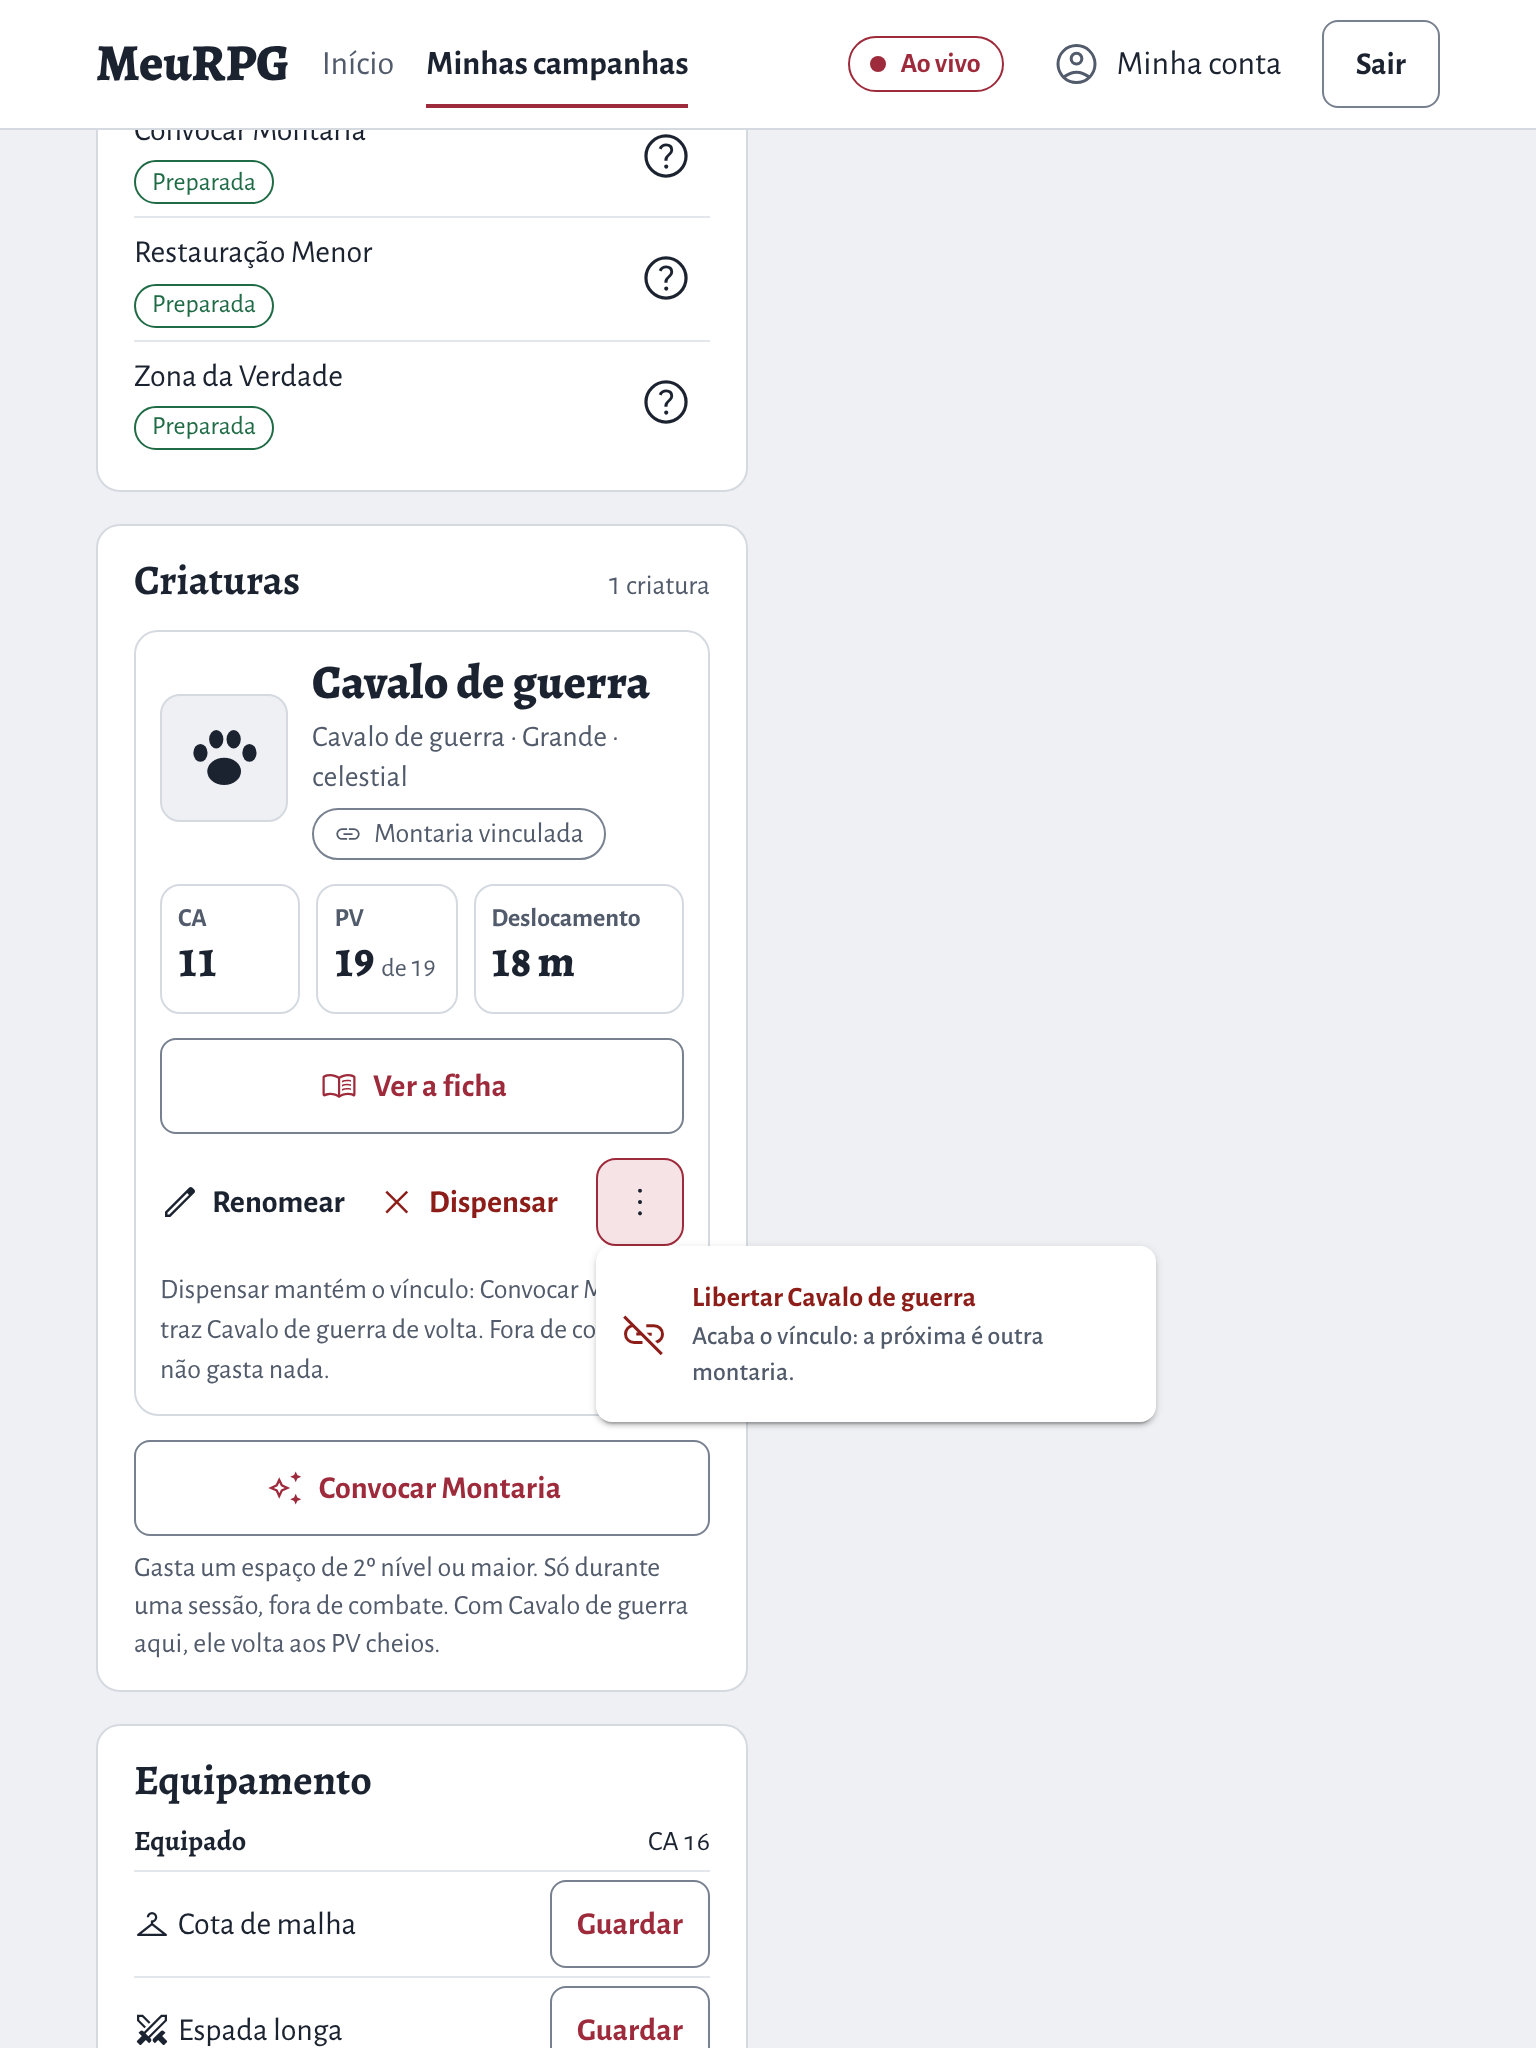 MeuRPG Início Minhas campanhas Ao vivo Minha conta Sair
Convocar Montaria
Preparada
Restauração Menor
Preparada
Zona da Verdade
Preparada
Criaturas 1 criatura
Cavalo de guerra
Cavalo de guerra · Grande ·
celestial
Montaria vinculada
CA PV Deslocamento
11 19 de 19 18 m
Ver a ficha
Renomear Dispensar
Dispensar mantém o vínculo: Convocar
traz Cavalo de guerra de volta. Fora de
não gasta nada.
Libertar Cavalo de guerra
Acaba o vínculo: a próxima é outra
montaria.
Convocar Montaria
Gasta um espaço de 2º nível ou maior. Só durante
uma sessão, fora de combate. Com Cavalo de guerra
aqui, ele volta aos PV cheios.
Equipamento
Equipado CA 16
Cota de malha Guardar
Espada longa Guardar